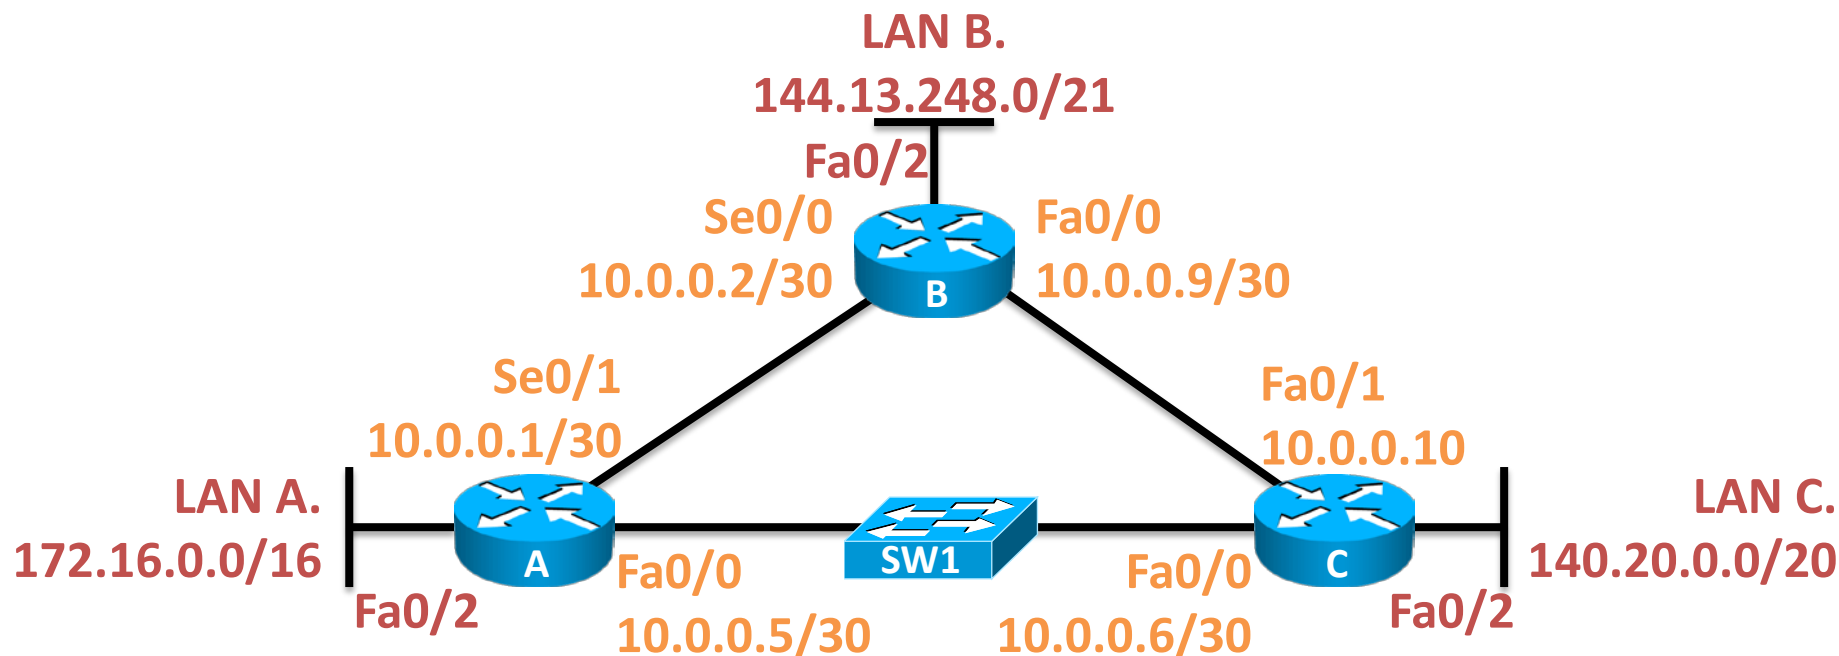 LAN B.
144.13.248.0/21
Fa0/2
Se0/0
10.0.0.2/30
Fa0/0
10.0.0.9/30
B
Se0/1
10.0.0.1/30
Fa0/1
10.0.0.10
LAN A.
172.16.0.0/16
Fa0/2
A
Fa0/0
10.0.0.5/30
SW1
Fa0/0
10.0.0.6/30
C
LAN C.
140.20.0.0/20
Fa0/2